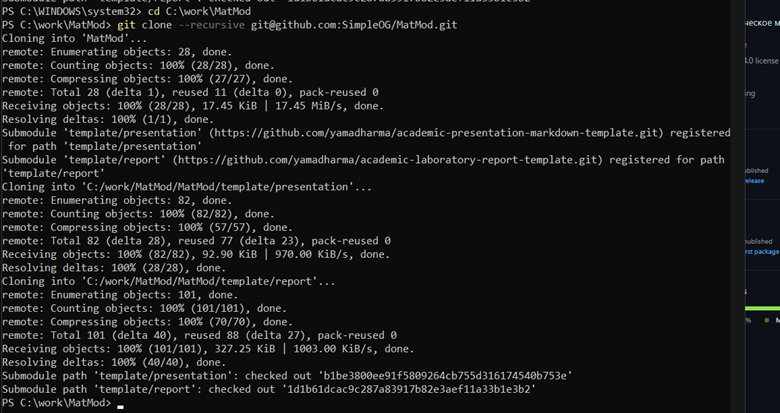 PS C:\WINDOWS\system32> cd C:\work\MatMod
PS C:\work\MatMod> git clone --recursive git@github.com:SimpleOG/MatMod.git
Cloning into 'MatMod'...
remote: Enumerating objects: 28, done.
remote: Counting objects: 100% (28/28), done.
remote: Compressing objects: 100% (27/27), done.
remote: Total 28 (delta 1), reused 11 (delta 0), pack-reused 0
Receiving objects: 100% (28/28), 17.45 KiB | 17.45 MiB/s, done.
Resolving deltas: 100% (1/1), done.
Submodule 'template/presentation' (https://github.com/yamadharma/academic-presentation-markdown-template.git) registered
 for path 'template/presentation'
Submodule 'template/report' (https://github.com/yamadharma/academic-laboratory-report-template.git) registered for path
'template/report'
Cloning into 'C:/work/MatMod/MatMod/template/presentation'...
remote: Enumerating objects: 82, done.
remote: Counting objects: 100% (82/82), done.
remote: Compressing objects: 100% (57/57), done.
remote: Total 82 (delta 28), reused 77 (delta 23), pack-reused 0
Receiving objects: 100% (82/82), 92.90 KiB | 970.00 KiB/s, done.
Resolving deltas: 100% (28/28), done.
Cloning into 'C:/work/MatMod/MatMod/template/report'...
remote: Enumerating objects: 101, done.
remote: Counting objects: 100% (101/101), done.
remote: Compressing objects: 100% (70/70), done.
remote: Total 101 (delta 40), reused 88 (delta 27), pack-reused 0
Receiving objects: 100% (101/101), 327.25 KiB | 1003.00 KiB/s, done.
Resolving deltas: 100% (40/40), done.
Submodule path 'template/presentation': checked out 'b1be3800ee91f5809264cb755d316174540b753e'
Submodule path 'template/report': checked out '1d1b61dcac9c287a83917b82e3aef11a33b1e3b2'
PS C:\work\MatMod>
ческое м
4.0 license
ublished
elease
published
rst package